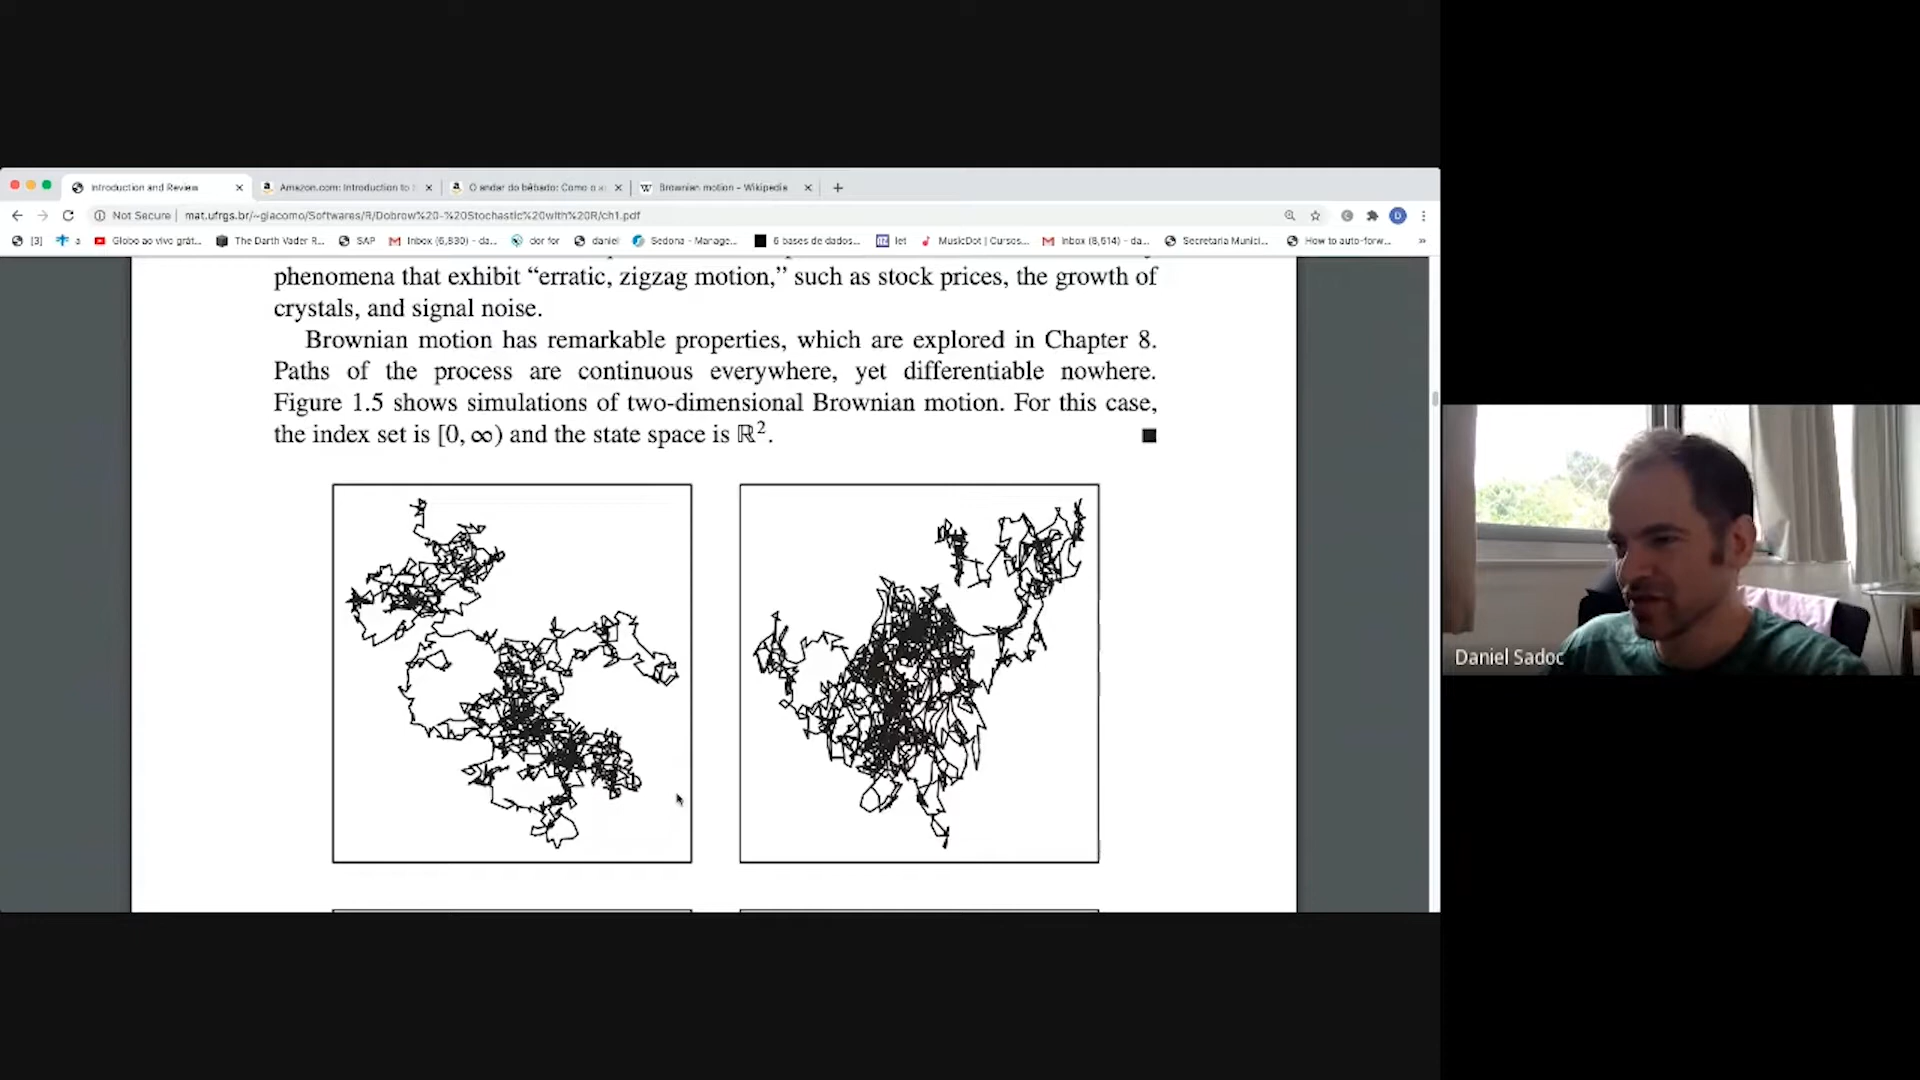 Introduction and Review
Amazon.com: Introduction to
O andar do bêbado: Como o a
Brownian motion - Wikipedia
Not Secure | mat.ufrgs.br/~giacomo/Softwares/R/Dobrow%20-%20Stochastic%20with%20R/ch1.pdf
[3] a Globo ao vivo grát... The Darth Vader R... SAP Inbox (6,830) - da... dor for daniel Sedona - Manage... 6 bases de dados... let MusicDot | Cursos... Inbox (8,614) - da... Secretaria Munici... How to auto-forw... »
phenomena that exhibit “erratic, zigzag motion,” such as stock prices, the growth of
crystals, and signal noise.
Brownian motion has remarkable properties, which are explored in Chapter 8.
Paths of the process are continuous everywhere, yet differentiable nowhere.
Figure 1.5 shows simulations of two-dimensional Brownian motion. For this case,
the index set is [0, ∞) and the state space is ℝ².
Daniel Sadoc